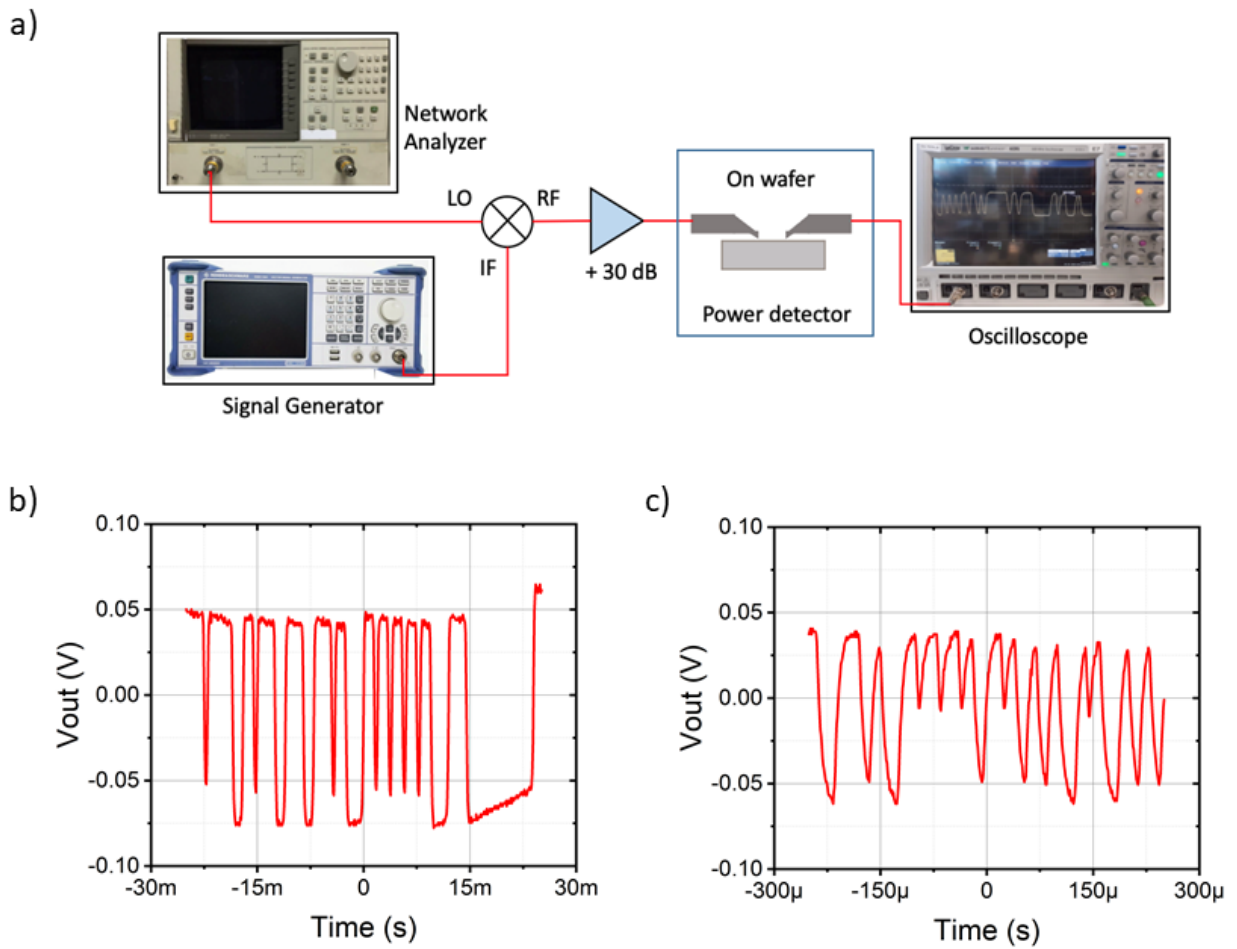 a)
Network
Analyzer
LO
RF
IF
+ 30 dB
On wafer
Power detector
Oscilloscope
Signal Generator
b)
0.10
0.05
0.00
-0.05
-0.10
Vout (V)
-30m
-15m
0
15m
30m
Time (s)
c)
0.10
0.05
0.00
-0.05
-0.10
Vout (V)
-300µ
-150µ
0
150µ
300µ
Time (s)